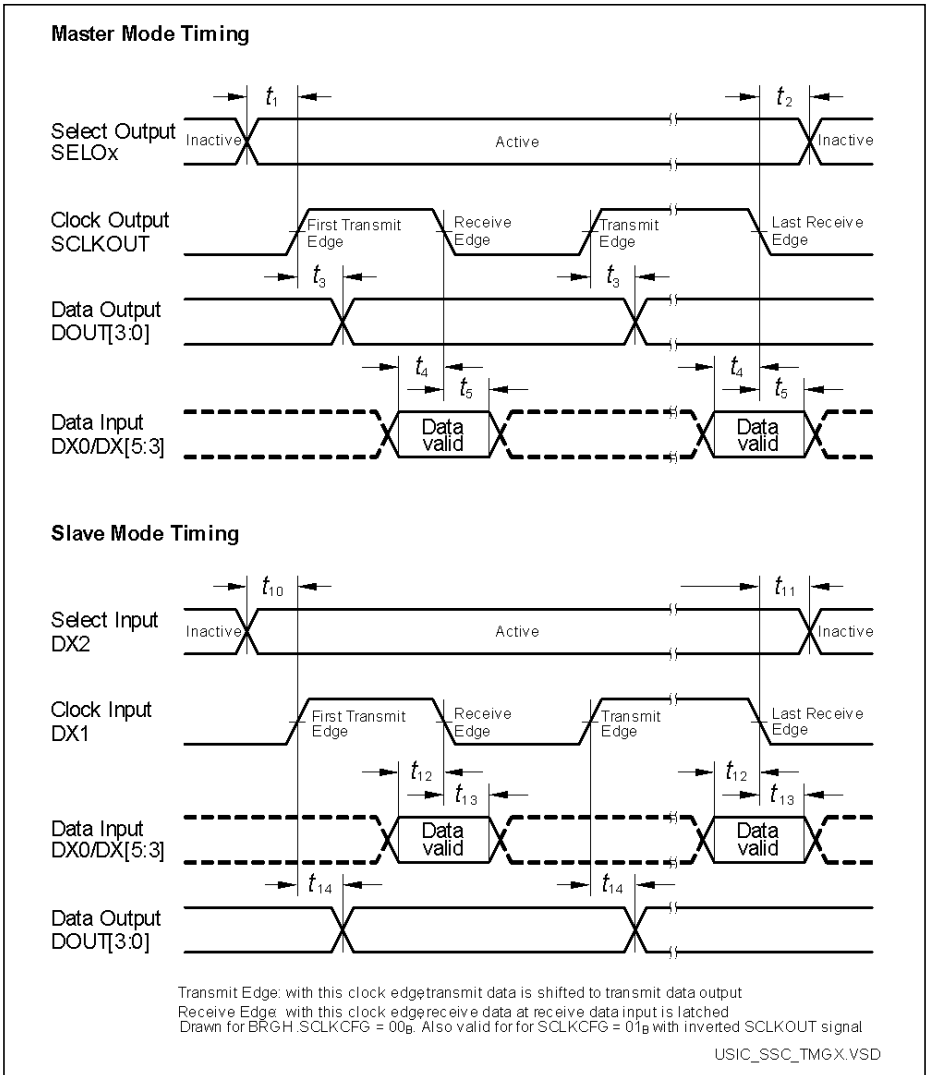 Master Mode Timing
t1
t2
Select Output
SELOx
Inactive
Active
Inactive
Clock Output
SCLKOUT
First Transmit
Edge
Receive
Edge
Transmit
Edge
Last Receive
Edge
t3
t3
Data Output
DOUT[3:0]
t4
t5
t4
t5
Data Input
DX0/DX[5:3]
Data
valid
Data
valid
Slave Mode Timing
t10
t11
Select Input
DX2
Inactive
Active
Inactive
Clock Input
DX1
First Transmit
Edge
Receive
Edge
Transmit
Edge
Last Receive
Edge
t12
t13
t12
t13
Data Input
DX0/DX[5:3]
Data
valid
Data
valid
t14
t14
Data Output
DOUT[3:0]
Transmit Edge: with this clock edge,transmit data is shifted to transmit data output
Receive Edge: with this clock edge,receive data at receive data input is latched
Drawn for BRGH.SCLKCFG = 00B. Also valid for for SCLKCFG = 01B with inverted SCLKOUT signal
USIC_SSC_TMGX.VSD